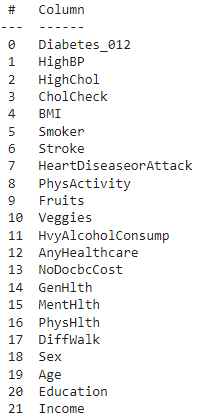 #   Column
---  ------
0   Diabetes_012
1   HighBP
2   HighChol
3   CholCheck
4   BMI
5   Smoker
6   Stroke
7   HeartDiseaseorAttack
8   PhysActivity
9   Fruits
10  Veggies
11  HvyAlcoholConsump
12  AnyHealthcare
13  NoDocbcCost
14  GenHlth
15  MentHlth
16  PhysHlth
17  DiffWalk
18  Sex
19  Age
20  Education
21  Income